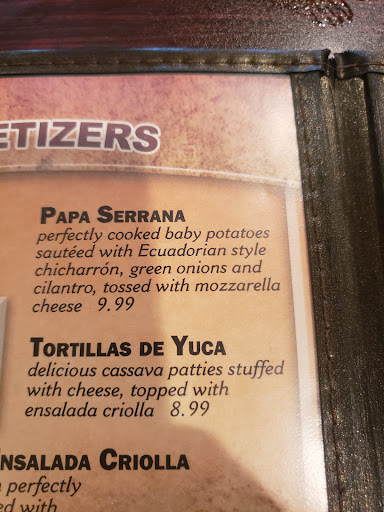 ETIZERS
PAPA SERRANA
perfectly cooked baby potatoes
sautéed with Ecuadorian style
chicharrón, green onions and
cilantro, tossed with mozzarella
cheese 9.99
TORTILLAS DE YUCA
delicious cassava patties stuffed
with cheese, topped with
ensalada criolla 8.99
NSALADA CRIOLLA
perfectly
ed with